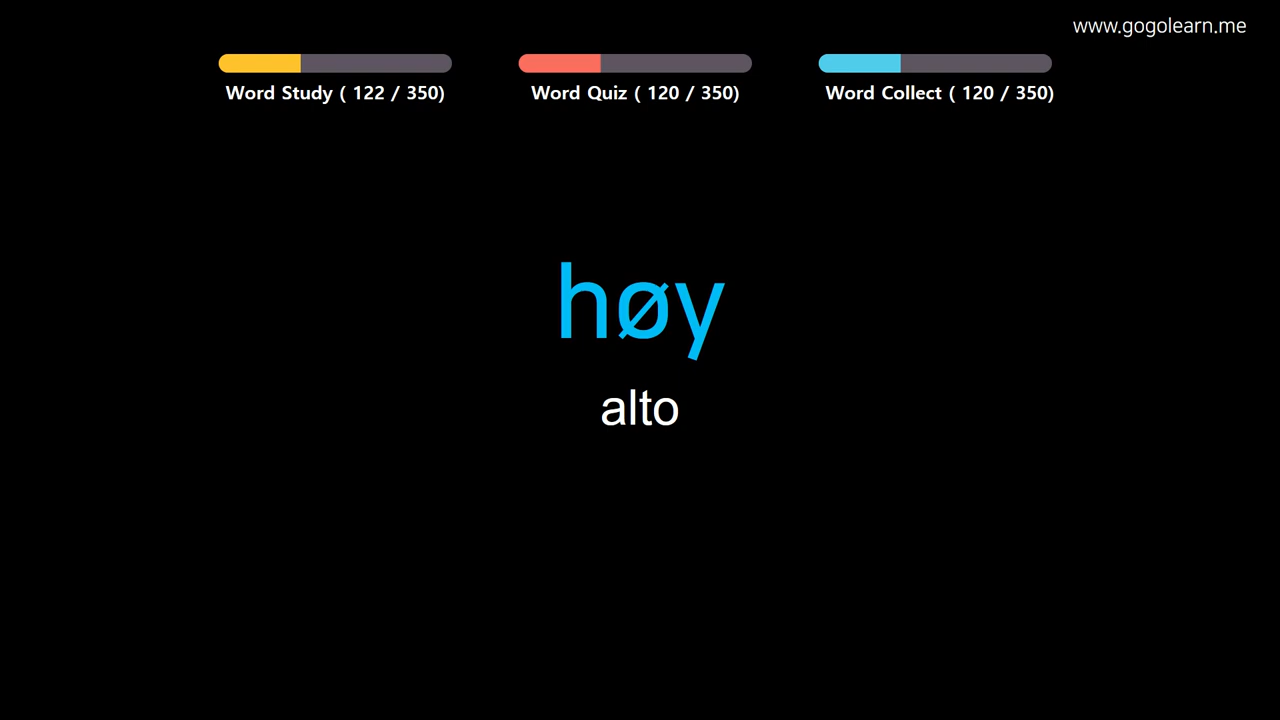 www.gogolearn.me
Word Study ( 122 / 350)
Word Quiz ( 120 / 350)
Word Collect ( 120 / 350)
høy
alto